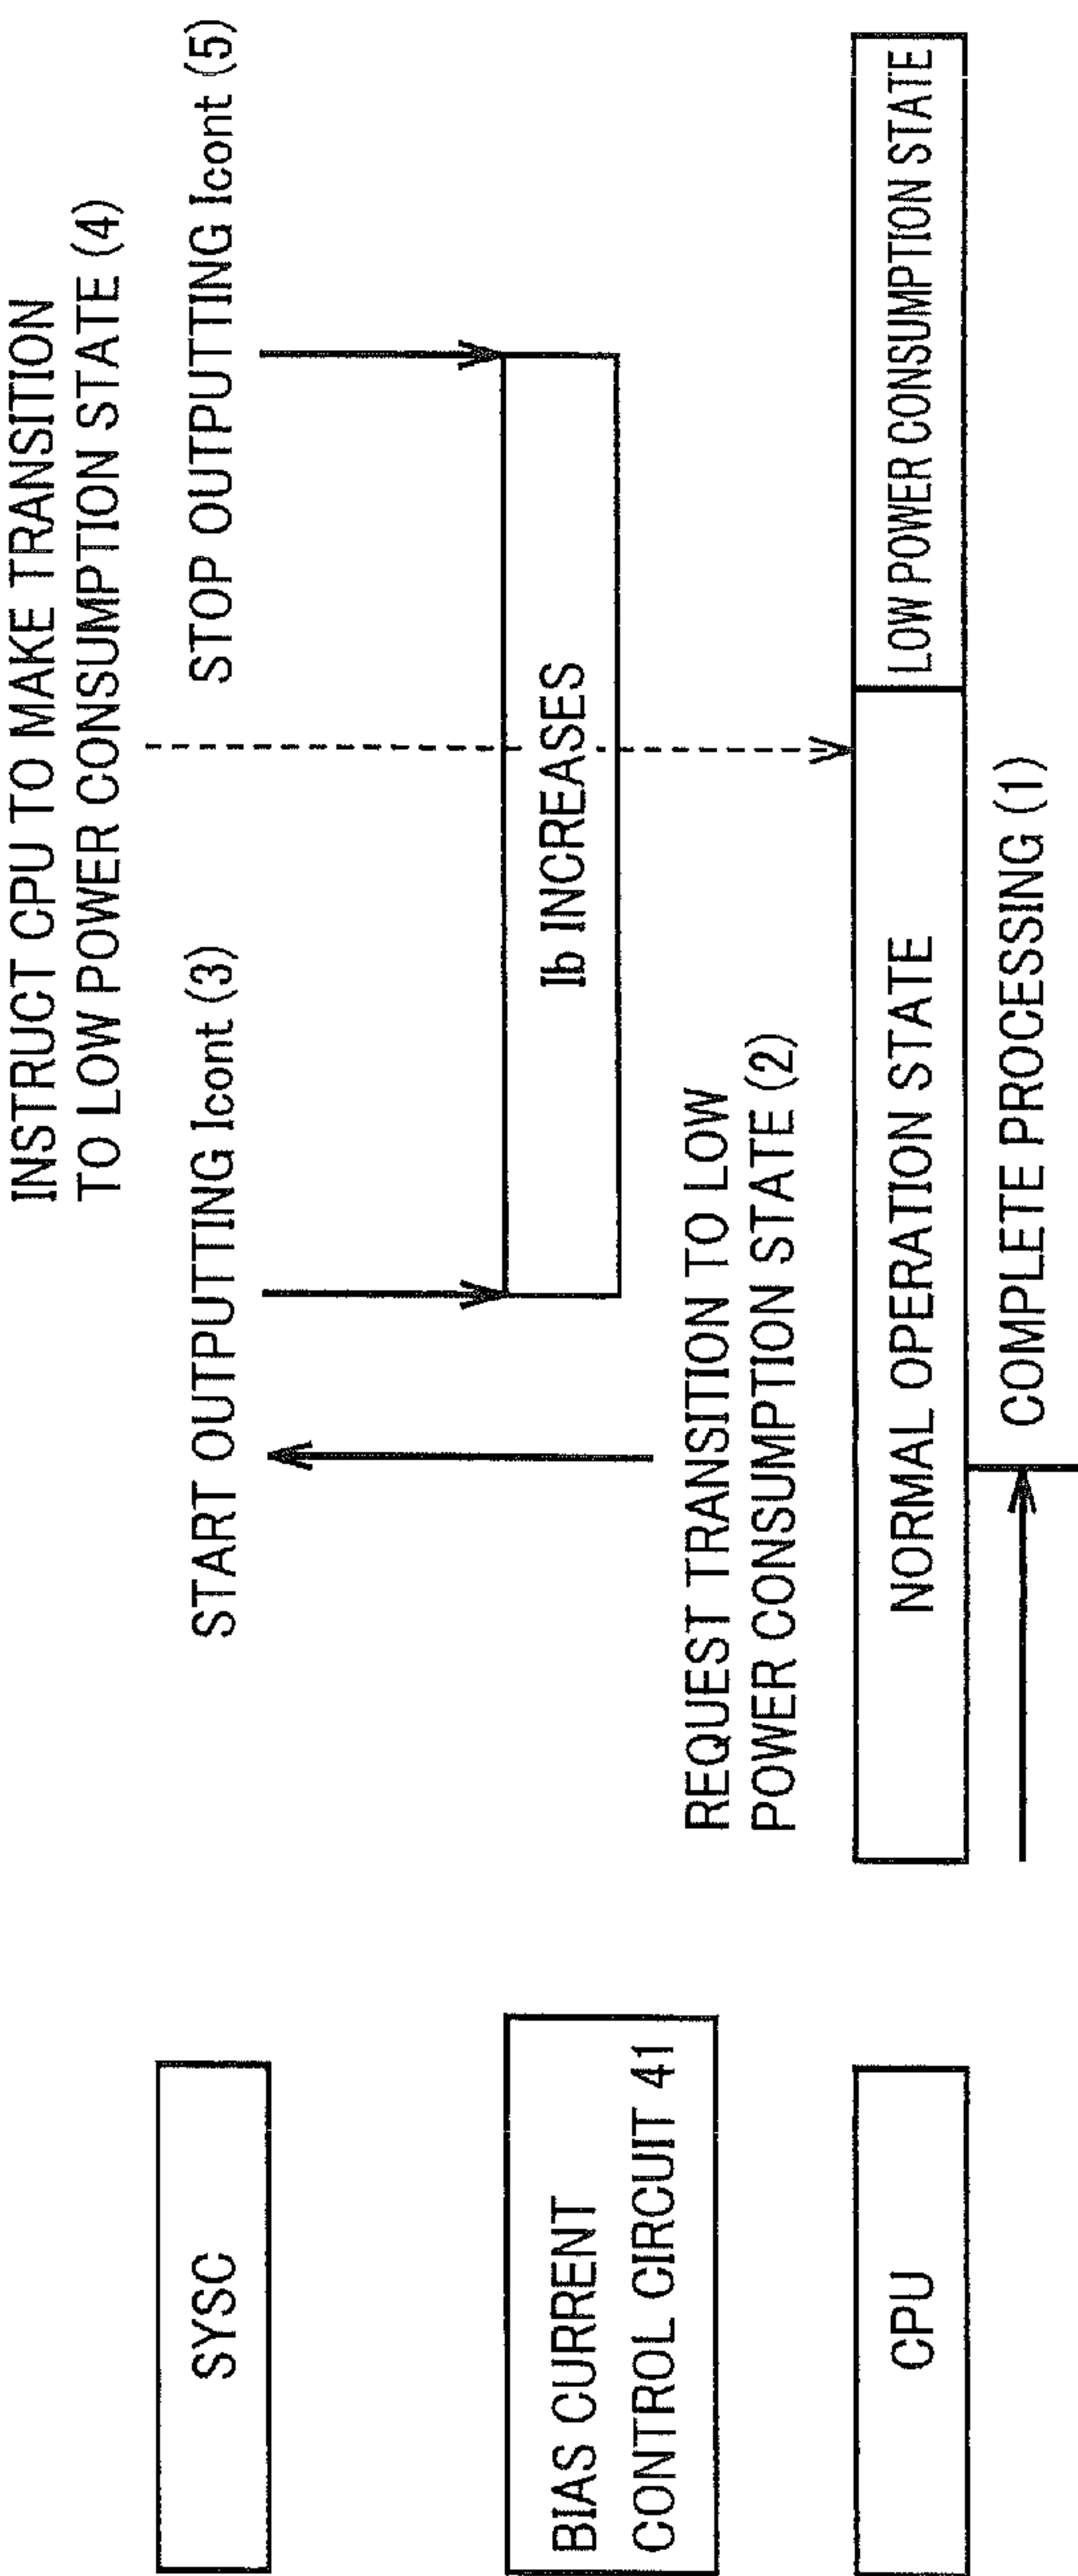 INSTRUCT CPU TO MAKE TRANSITION
TO LOW POWER CONSUMPTION STATE (4)
SYSC
START OUTPUTTING Icont (3)
STOP OUTPUTTING Icont (5)
BIAS CURRENT
CONTROL CIRCUIT 41
Ib INCREASES
REQUEST TRANSITION TO LOW
POWER CONSUMPTION STATE (2)
CPU
NORMAL OPERATION STATE
LOW POWER CONSUMPTION STATE
COMPLETE PROCESSING (1)